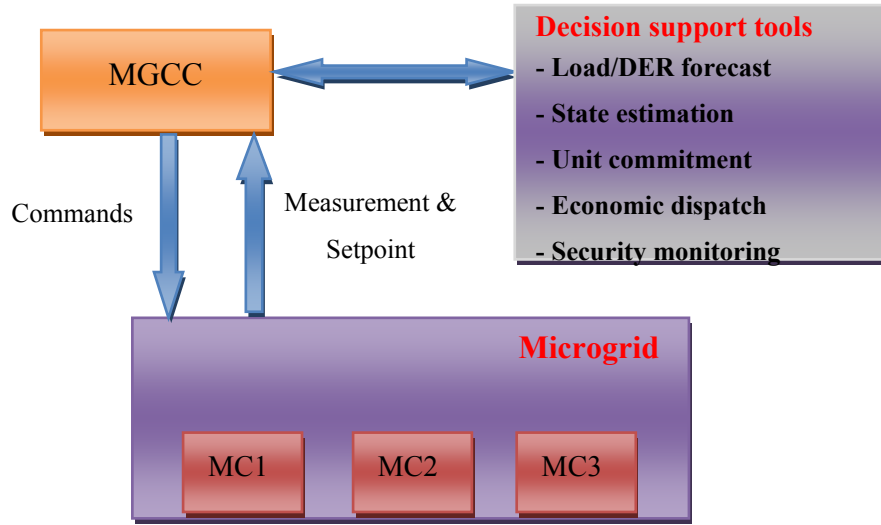 MGCC
Decision support tools
- Load/DER forecast
- State estimation
- Unit commitment
- Economic dispatch
- Security monitoring
Commands
Measurement &
Setpoint
Microgrid
MC1
MC2
MC3